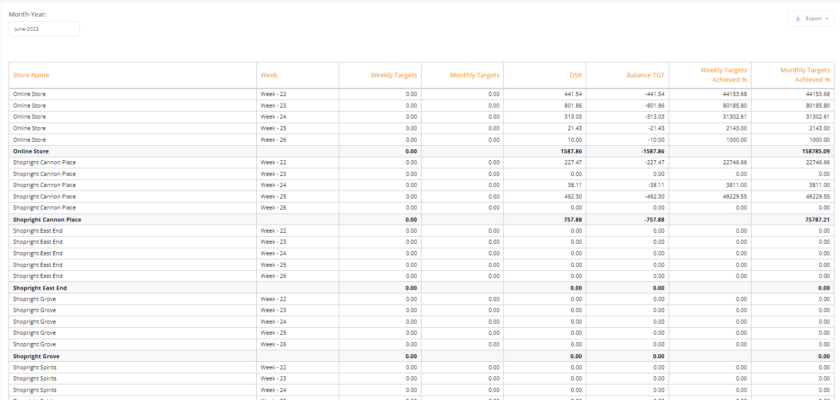 Month-Year:
June-2023
Export
Store Name Week Weekly Targets Monthly Targets DSR Balance TGT Weekly Targets Achieved % Monthly Targets Achieved %
Online Store Week - 22 0.00 0.00 441.54 -441.54 44153.68 44153.68
Online Store Week - 23 0.00 0.00 801.86 -801.86 80185.80 80185.80
Online Store Week - 24 0.00 0.00 313.03 -313.03 31302.61 31302.61
Online Store Week - 25 0.00 0.00 21.43 -21.43 2143.00 2143.00
Online Store Week - 26 0.00 0.00 10.00 -10.00 1000.00 1000.00
Online Store 0.00 1587.86 -1587.86 158785.09
Shopright Cannon Place Week - 22 0.00 0.00 227.47 -227.47 22746.66 22746.66
Shopright Cannon Place Week - 23 0.00 0.00 0.00 0.00 0.00 0.00
Shopright Cannon Place Week - 24 0.00 0.00 38.11 -38.11 3811.00 3811.00
Shopright Cannon Place Week - 25 0.00 0.00 492.30 -492.30 49229.55 49229.55
Shopright Cannon Place Week - 26 0.00 0.00 0.00 0.00 0.00 0.00
Shopright Cannon Place 0.00 757.88 -757.88 75787.21
Shopright East End Week - 22 0.00 0.00 0.00 0.00 0.00 0.00
Shopright East End Week - 23 0.00 0.00 0.00 0.00 0.00 0.00
Shopright East End Week - 24 0.00 0.00 0.00 0.00 0.00 0.00
Shopright East End Week - 25 0.00 0.00 0.00 0.00 0.00 0.00
Shopright East End Week - 26 0.00 0.00 0.00 0.00 0.00 0.00
Shopright East End 0.00 0.00 0.00 0.00
Shopright Grove Week - 22 0.00 0.00 0.00 0.00 0.00 0.00
Shopright Grove Week - 23 0.00 0.00 0.00 0.00 0.00 0.00
Shopright Grove Week - 24 0.00 0.00 0.00 0.00 0.00 0.00
Shopright Grove Week - 25 0.00 0.00 0.00 0.00 0.00 0.00
Shopright Grove Week - 26 0.00 0.00 0.00 0.00 0.00 0.00
Shopright Grove 0.00 0.00 0.00 0.00
Shopright Spirits Week - 22 0.00 0.00 0.00 0.00 0.00 0.00
Shopright Spirits Week - 23 0.00 0.00 0.00 0.00 0.00 0.00
Shopright Spirits Week - 24 0.00 0.00 0.00 0.00 0.00 0.00